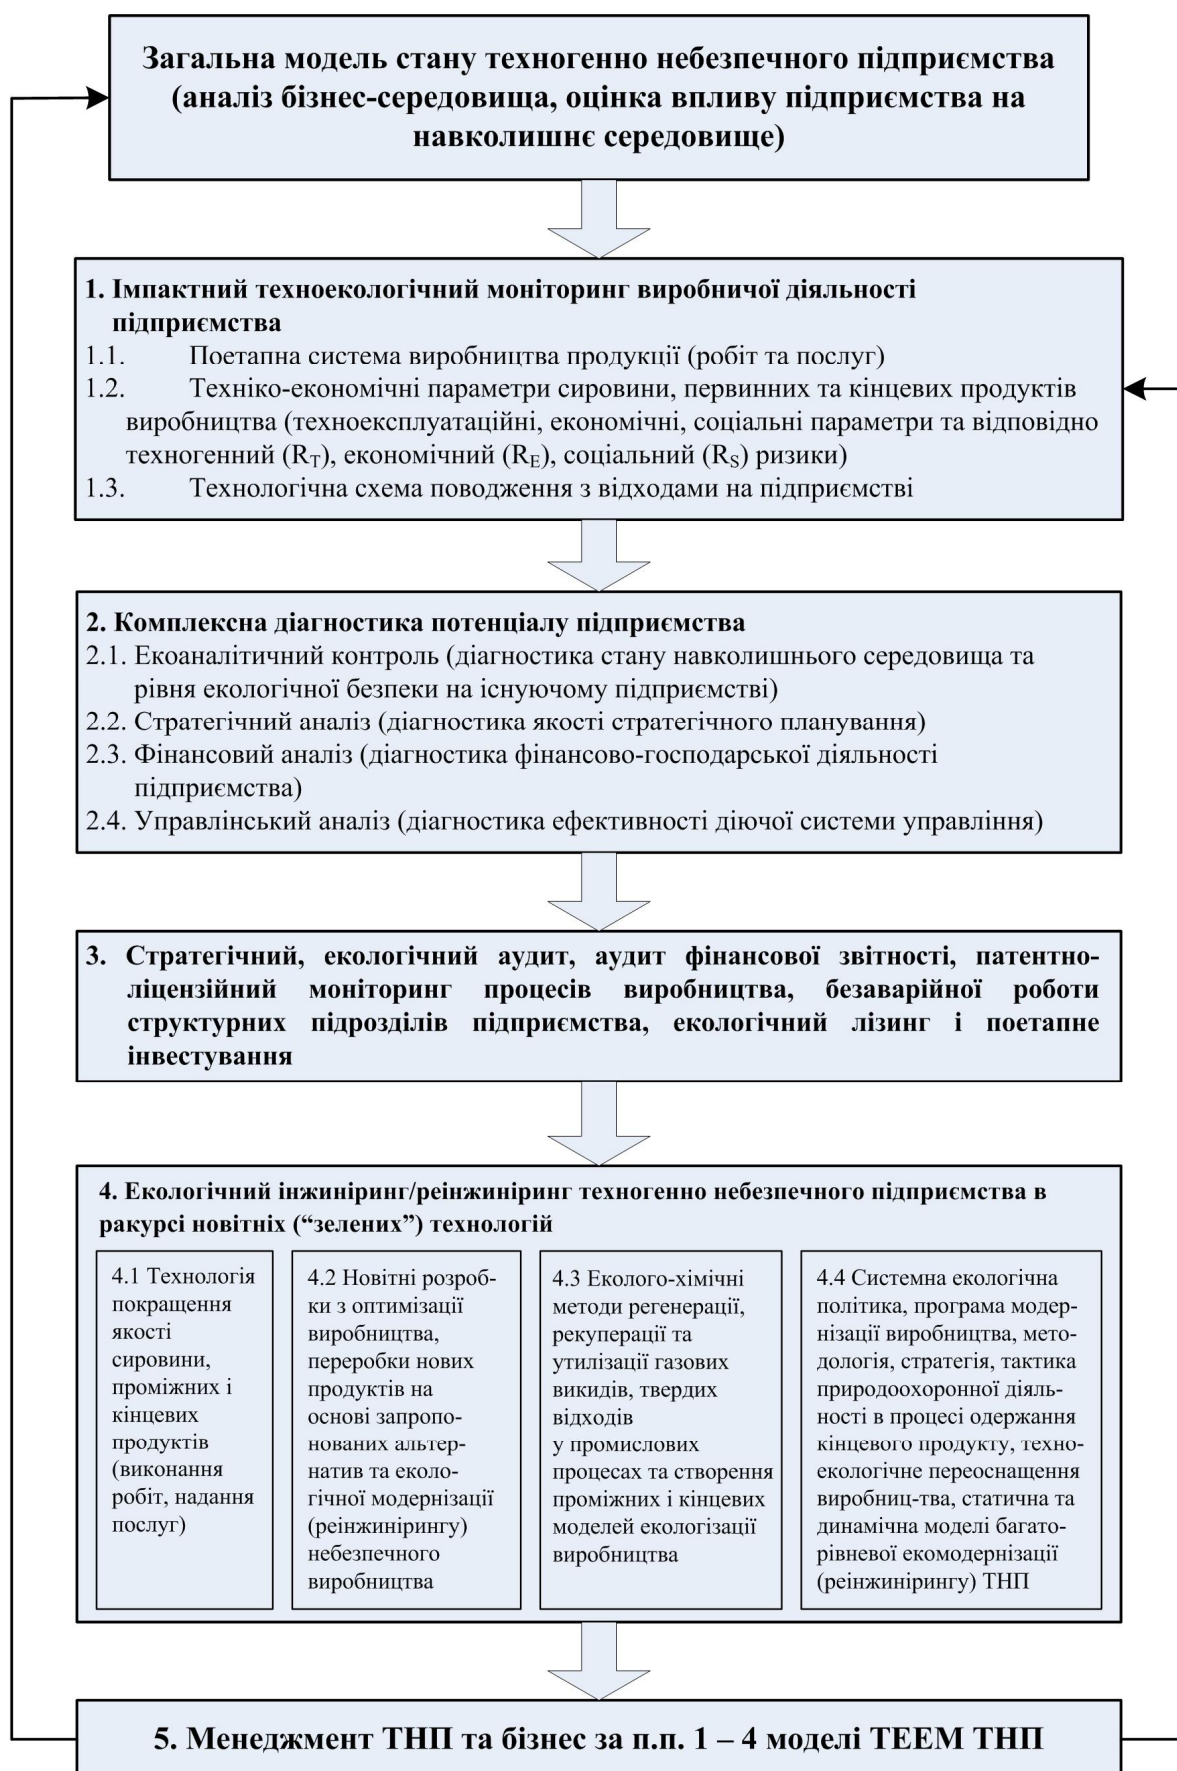 Загальна модель стану техногенно небезпечного підприємства
(аналіз бізнес-середовища, оцінка впливу підприємства на
навколишнє середовище)
1. Імпактний техноекологічний моніторинг виробничої діяльності
підприємства
1.1. Поетапна система виробництва продукції (робіт та послуг)
1.2. Техніко-економічні параметри сировини, первинних та кінцевих продуктів
виробництва (техноексплуатаційні, економічні, соціальні параметри та відповідно
техногенний (R_T), економічний (R_E), соціальний (R_S) ризики)
1.3. Технологічна схема поводження з відходами на підприємстві
2. Комплексна діагностика потенціалу підприємства
2.1. Екоаналітичний контроль (діагностика стану навколишнього середовища та
рівня екологічної безпеки на існуючому підприємстві)
2.2. Стратегічний аналіз (діагностика якості стратегічного планування)
2.3. Фінансовий аналіз (діагностика фінансово-господарської діяльності
підприємства)
2.4. Управлінський аналіз (діагностика ефективності діючої системи управління)
3. Стратегічний, екологічний аудит, аудит фінансової звітності, патентно-
ліцензійний моніторинг процесів виробництва, безаварійної роботи
структурних підрозділів підприємства, екологічний лізинг і поетапне
інвестування
4. Екологічний інжиніринг/реінжиніринг техногенно небезпечного підприємства в
ракурсі новітніх (“зелених”) технологій
4.1 Технологія
покращення
якості
сировини,
проміжних і
кінцевих
продуктів
(виконання
робіт, надання
послуг)
4.2 Новітні розроб-
ки з оптимізації
виробництва,
переробки нових
продуктів на
основі запропо-
нованих альтер-
натив та еколо-
гічної модернізації
(реінжинірингу)
небезпечного
виробництва
4.3 Еколого-хімічні
методи регенерації,
рекуперації та
утилізації газових
викидів, твердих
відходів
у промислових
процесах та створення
проміжних і кінцевих
моделей екологізації
виробництва
4.4 Системна екологічна
політика, програма модер-
нізації виробництва, мето-
дологія, стратегія, тактика
природоохоронної діяль-
ності в процесі одержання
кінцевого продукту, техно-
екологічне переоснащення
виробниц-тва, статична та
динамічна моделі багато-
рівневої екомодернізації
(реінжинірингу) ТНП
5. Менеджмент ТНП та бізнес за п.п. 1 – 4 моделі ТЕЕМ ТНП